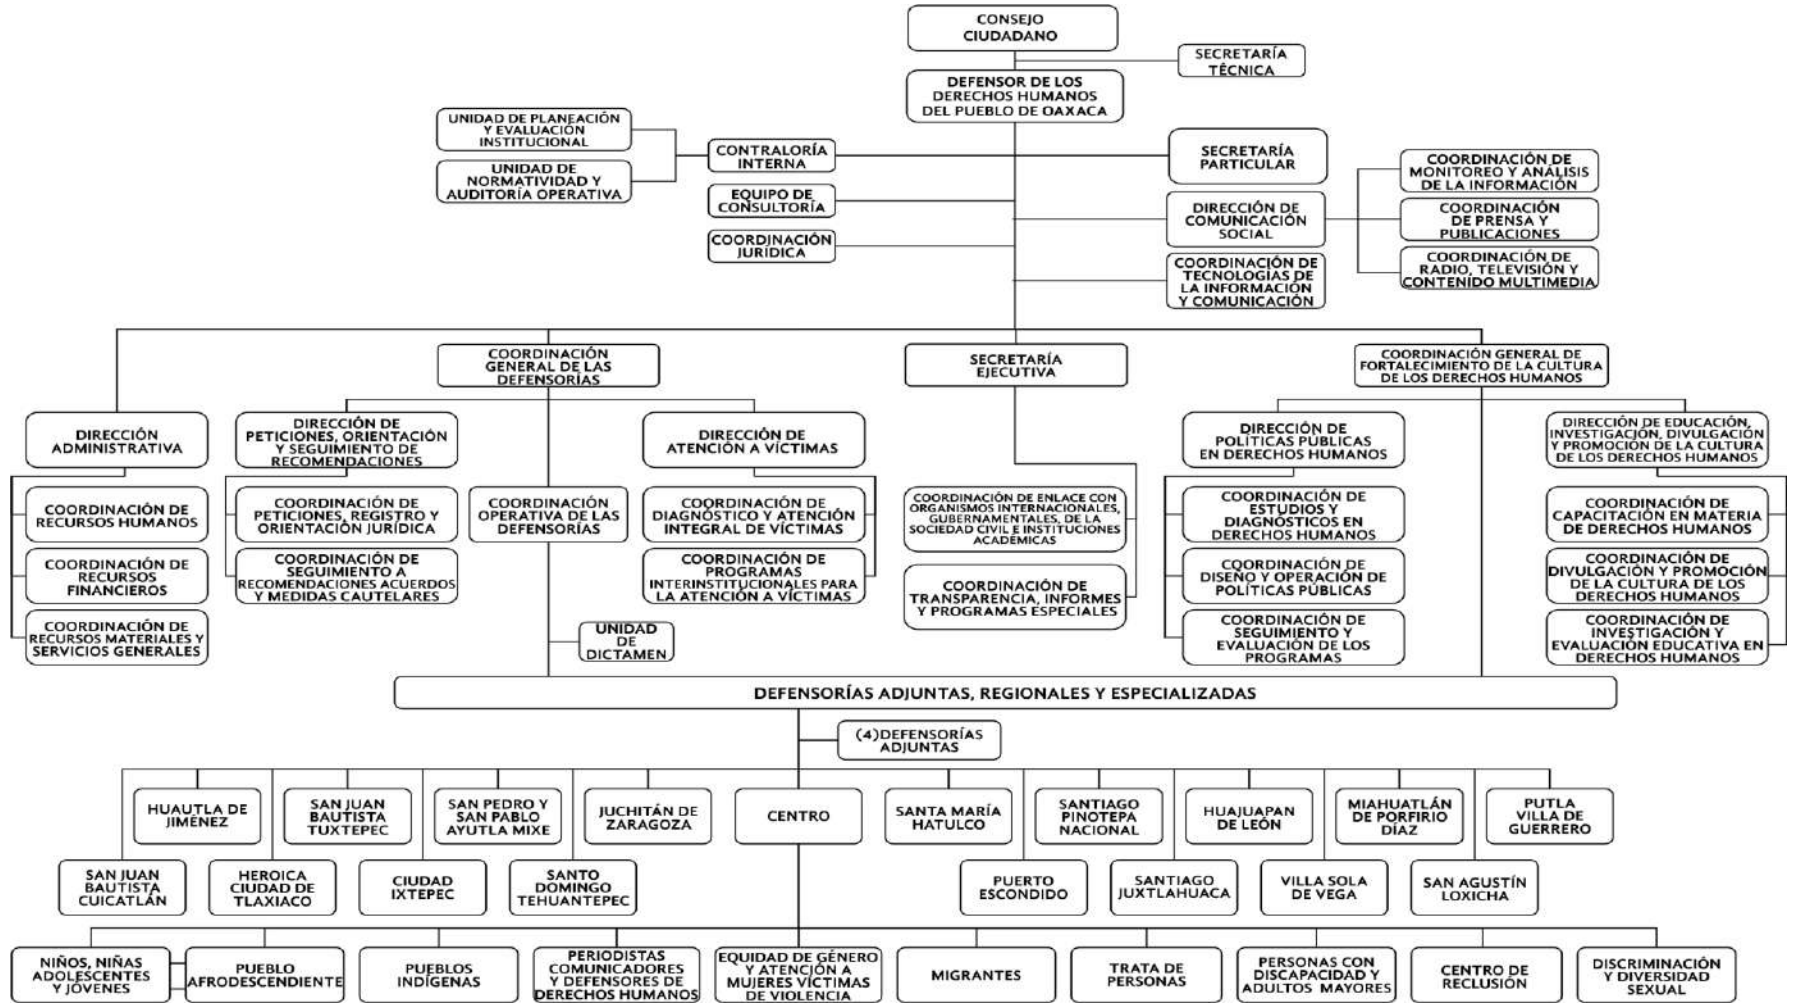 CONSEJO
CIUDADANO
SECRETARÍA
TÉCNICA
DEFENSOR DE LOS
DERECHOS HUMANOS
DEL PUEBLO DE OAXACA
UNIDAD DE PLANEACIÓN
Y EVALUACIÓN
INSTITUCIONAL
UNIDAD DE
NORMATIVIDAD Y
AUDITORÍA OPERATIVA
CONTRALORÍA
INTERNA
EQUIPO DE
CONSULTORÍA
COORDINACIÓN
JURÍDICA
SECRETARÍA
PARTICULAR
DIRECCIÓN DE
COMUNICACIÓN
SOCIAL
COORDINACIÓN DE
TECNOLOGÍAS DE
LA INFORMACIÓN
Y COMUNICACIÓN
COORDINACIÓN DE
MONITOREO Y ANÁLISIS
DE LA INFORMACIÓN
COORDINACIÓN
DE PRENSA Y
PUBLICACIONES
COORDINACIÓN DE
RADIO, TELEVISIÓN Y
CONTENIDO MULTIMEDIA
COORDINACIÓN
GENERAL DE LAS
DEFENSORÍAS
SECRETARÍA
EJECUTIVA
COORDINACIÓN GENERAL DE
FORTALECIMIENTO DE LA CULTURA
DE LOS DERECHOS HUMANOS
DIRECCIÓN
ADMINISTRATIVA
DIRECCIÓN DE
PETICIONES, ORIENTACIÓN
Y SEGUIMIENTO DE
RECOMENDACIONES
DIRECCIÓN DE
ATENCIÓN A VÍCTIMAS
DIRECCIÓN DE
POLÍTICAS PÚBLICAS
EN DERECHOS HUMANOS
DIRECCIÓN DE EDUCACIÓN,
INVESTIGACIÓN, DIVULGACIÓN
Y PROMOCIÓN DE LA CULTURA
DE LOS DERECHOS HUMANOS
COORDINACIÓN DE
RECURSOS HUMANOS
COORDINACIÓN DE
RECURSOS
FINANCIEROS
COORDINACIÓN DE
RECURSOS MATERIALES Y
SERVICIOS GENERALES
COORDINACIÓN DE
PETICIONES, REGISTRO Y
ORIENTACIÓN JURÍDICA
COORDINACIÓN DE
SEGUIMIENTO A
RECOMENDACIONES ACUERDOS
Y MEDIDAS CAUTELARES
COORDINACIÓN
OPERATIVA DE LAS
DEFENSORÍAS
COORDINACIÓN DE
DIAGNÓSTICO Y ATENCIÓN
INTEGRAL DE VÍCTIMAS
COORDINACIÓN DE
PROGRAMAS
INTERINSTITUCIONALES PARA
LA ATENCIÓN A VÍCTIMAS
UNIDAD
DE
DICTAMEN
COORDINACIÓN DE ENLACE CON
ORGANISMOS INTERNACIONALES,
GUBERNAMENTALES, DE LA
SOCIEDAD CIVIL E INSTITUCIONES
ACADÉMICAS
COORDINACIÓN DE
TRANSPARENCIA, INFORMES
Y PROGRAMAS ESPECIALES
COORDINACIÓN DE
ESTUDIOS Y
DIAGNÓSTICOS EN
DERECHOS HUMANOS
COORDINACIÓN DE
DISEÑO Y OPERACIÓN DE
POLÍTICAS PÚBLICAS
COORDINACIÓN DE
SEGUIMIENTO Y
EVALUACIÓN DE LOS
PROGRAMAS
COORDINACIÓN DE
CAPACITACIÓN EN MATERIA
DE DERECHOS HUMANOS
COORDINACIÓN DE
DIVULGACIÓN Y PROMOCIÓN
DE LA CULTURA DE LOS
DERECHOS HUMANOS
COORDINACIÓN DE
INVESTIGACIÓN Y
EVALUACIÓN EDUCATIVA EN
DERECHOS HUMANOS
DEFENSORÍAS ADJUNTAS, REGIONALES Y ESPECIALIZADAS
(4)DEFENSORÍAS
ADJUNTAS
HUAUTLA DE
JIMÉNEZ
SAN JUAN
BAUTISTA
TUXTEPEC
SAN PEDRO Y
SAN PABLO
AYUTLA MIXE
JUCHITÁN DE
ZARAGOZA
CENTRO
SANTA MARÍA
HATULCO
SANTIAGO
PINOTEPA
NACIONAL
HUAJUAPAN
DE LEÓN
MIAHUATLÁN
DE PORFIRIO
DÍAZ
PUTLA
VILLA DE
GUERRERO
SAN JUAN
BAUTISTA
CUICATLÁN
HEROICA
CIUDAD DE
TLAXIACO
CIUDAD
IXTEPEC
SANTO
DOMINGO
TEHUANTEPEC
PUERTO
ESCONDIDO
SANTIAGO
JUXTLAHUACA
VILLA SOLA
DE VEGA
SAN AGUSTÍN
LOXICHA
NIÑOS, NIÑAS
ADOLESCENTES
Y JÓVENES
PUEBLO
AFRODESCENDIENTE
PUEBLOS
INDÍGENAS
PERIODISTAS
COMUNICADORES
Y DEFENSORES DE
DERECHOS HUMANOS
EQUIDAD DE GÉNERO
Y ATENCIÓN A
MUJERES VÍCTIMAS
DE VIOLENCIA
MIGRANTES
TRATA DE
PERSONAS
PERSONAS CON
DISCAPACIDAD Y
ADULTOS MAYORES
CENTRO DE
RECLUSIÓN
DISCRIMINACIÓN
Y DIVERSIDAD
SEXUAL